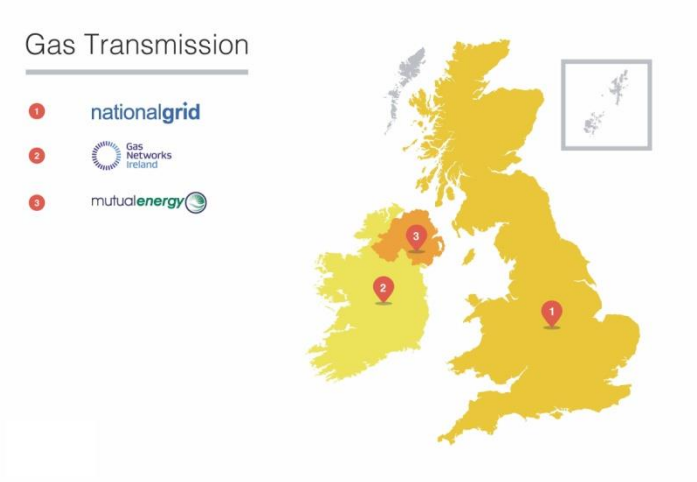 Gas Transmission
1
nationalgrid
2
Gas
Networks
Ireland
3
mutualenergy
3
2
1